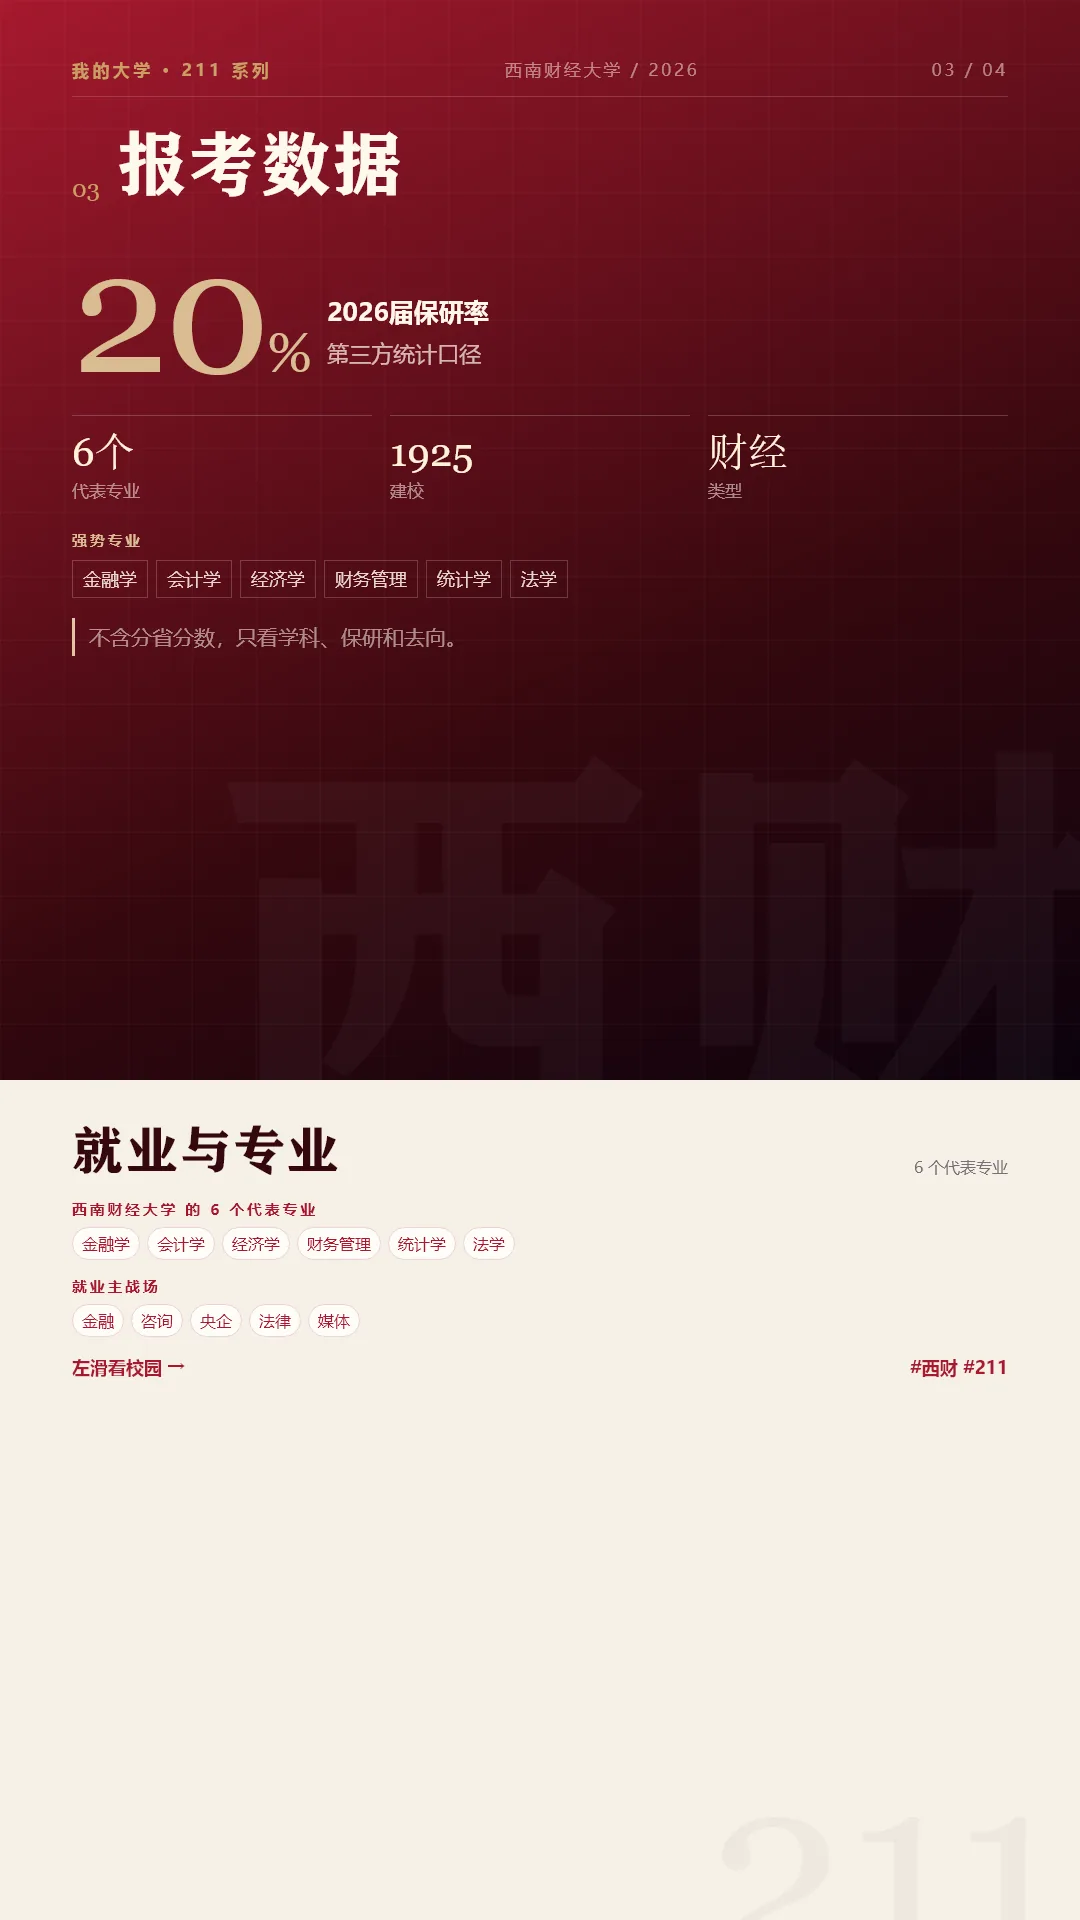 我的大学 · 211 系列
西南财经大学 / 2026
03 / 04
03 报考数据
20%
2026届保研率
第三方统计口径
6个
代表专业
1925
建校
财经
类型
强势专业
金融学 会计学 经济学 财务管理 统计学 法学
不含分省分数，只看学科、保研和去向。
西财
就业与专业
6 个代表专业
西南财经大学 的 6 个代表专业
金融学 会计学 经济学 财务管理 统计学 法学
就业主战场
金融 咨询 央企 法律 媒体
左滑看校园 →
#西财 #211
211